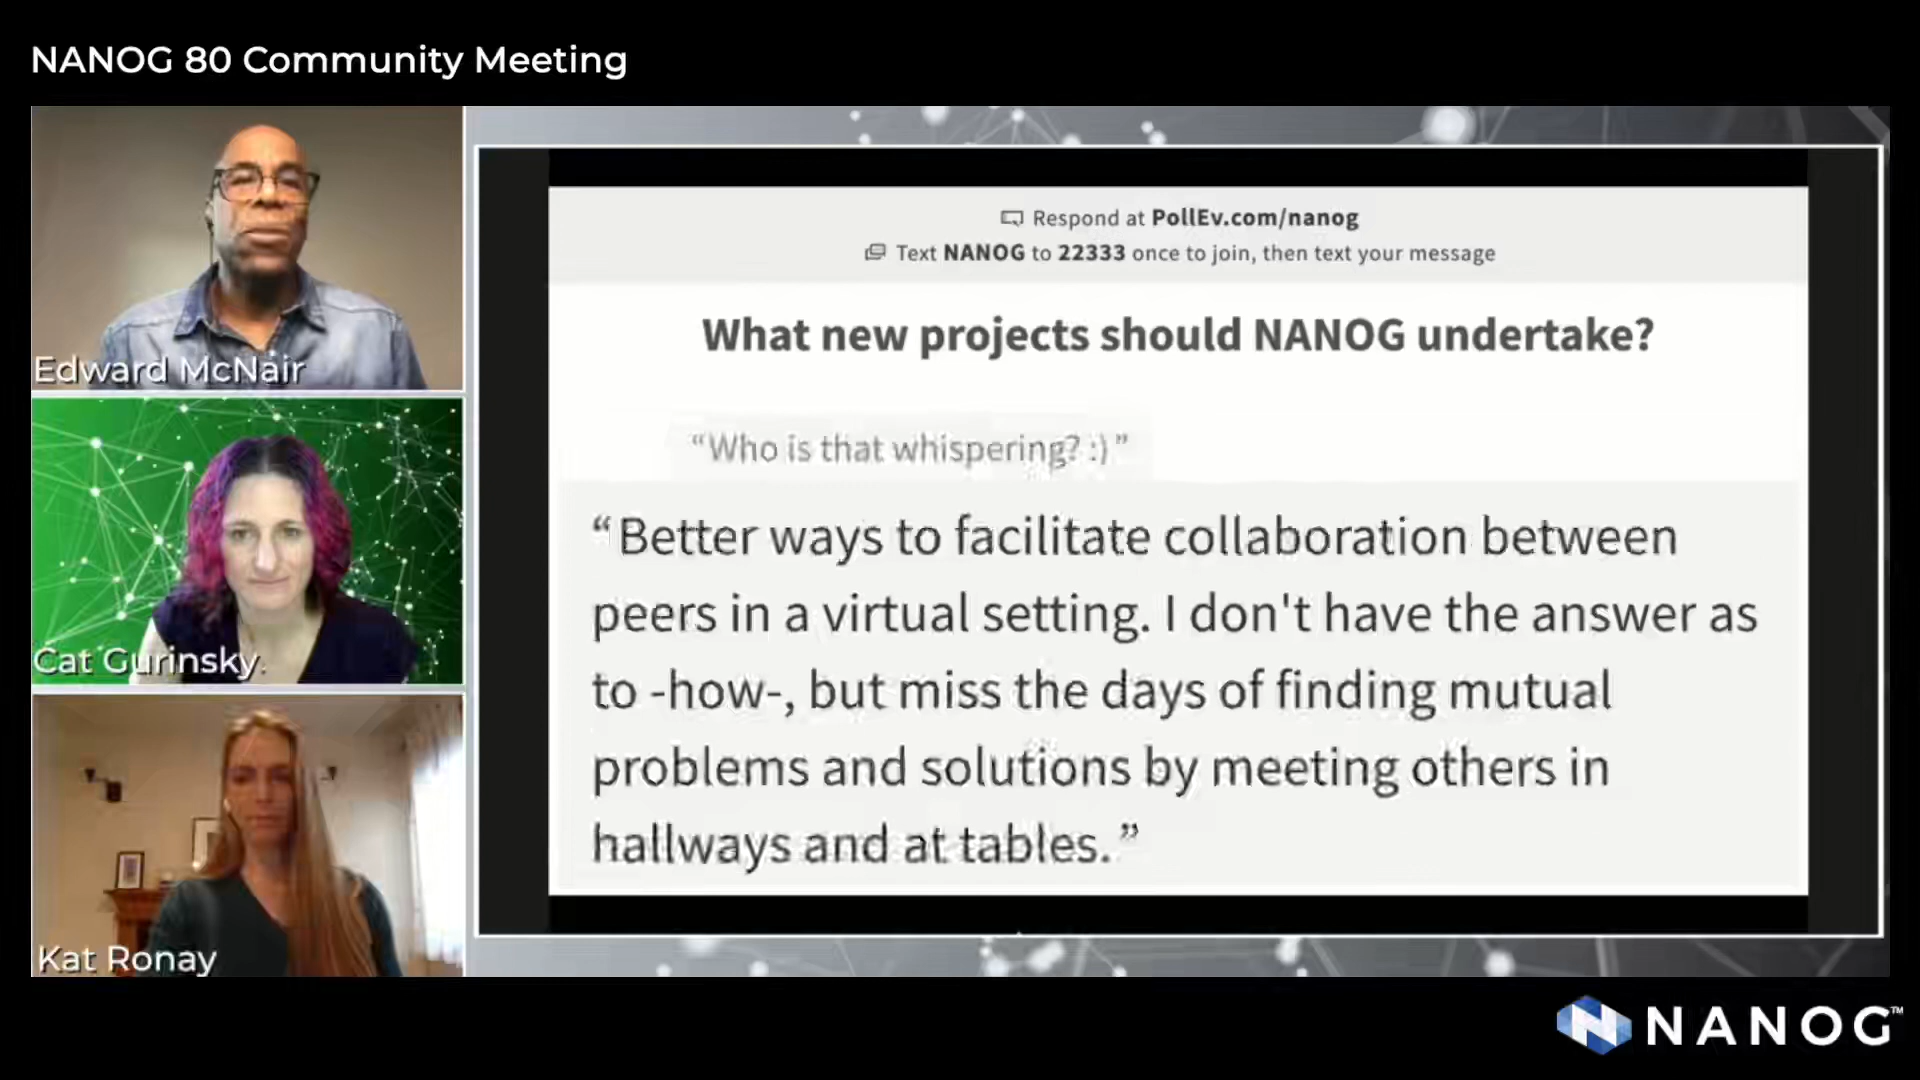 NANOG 80 Community Meeting
Edward McNair
Cat Gurinsky
Kat Ronay
Respond at PollEv.com/nanog
Text NANOG to 22333 once to join, then text your message
What new projects should NANOG undertake?
“Who is that whispering? :)”
“Better ways to facilitate collaboration between
peers in a virtual setting. I don't have the answer as
to -how-, but miss the days of finding mutual
problems and solutions by meeting others in
hallways and at tables.”
NANOG™